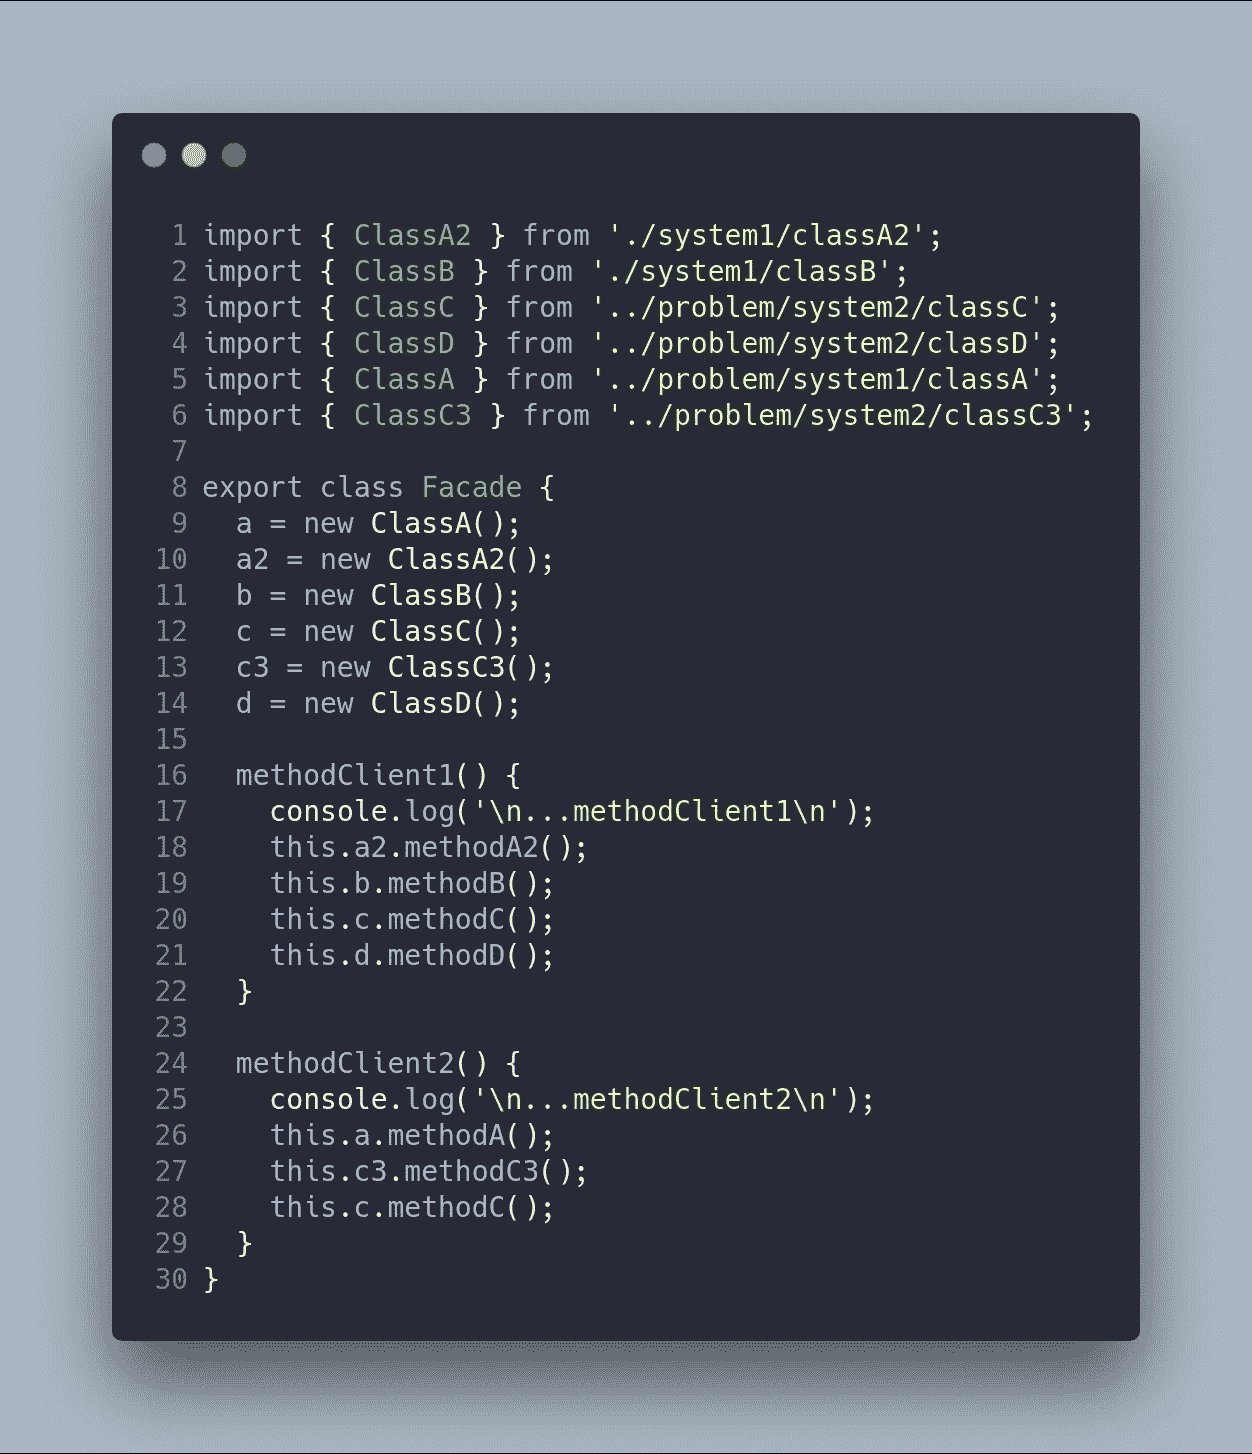 1 import { ClassA2 } from './system1/classA2';
2 import { ClassB } from './system1/classB';
3 import { ClassC } from '../problem/system2/classC';
4 import { ClassD } from '../problem/system2/classD';
5 import { ClassA } from '../problem/system1/classA';
6 import { ClassC3 } from '../problem/system2/classC3';
7
8 export class Facade {
9   a = new ClassA();
10   a2 = new ClassA2();
11   b = new ClassB();
12   c = new ClassC();
13   c3 = new ClassC3();
14   d = new ClassD();
15
16   methodClient1() {
17     console.log('\n...methodClient1\n');
18     this.a2.methodA2();
19     this.b.methodB();
20     this.c.methodC();
21     this.d.methodD();
22   }
23
24   methodClient2() {
25     console.log('\n...methodClient2\n');
26     this.a.methodA();
27     this.c3.methodC3();
28     this.c.methodC();
29   }
30 }